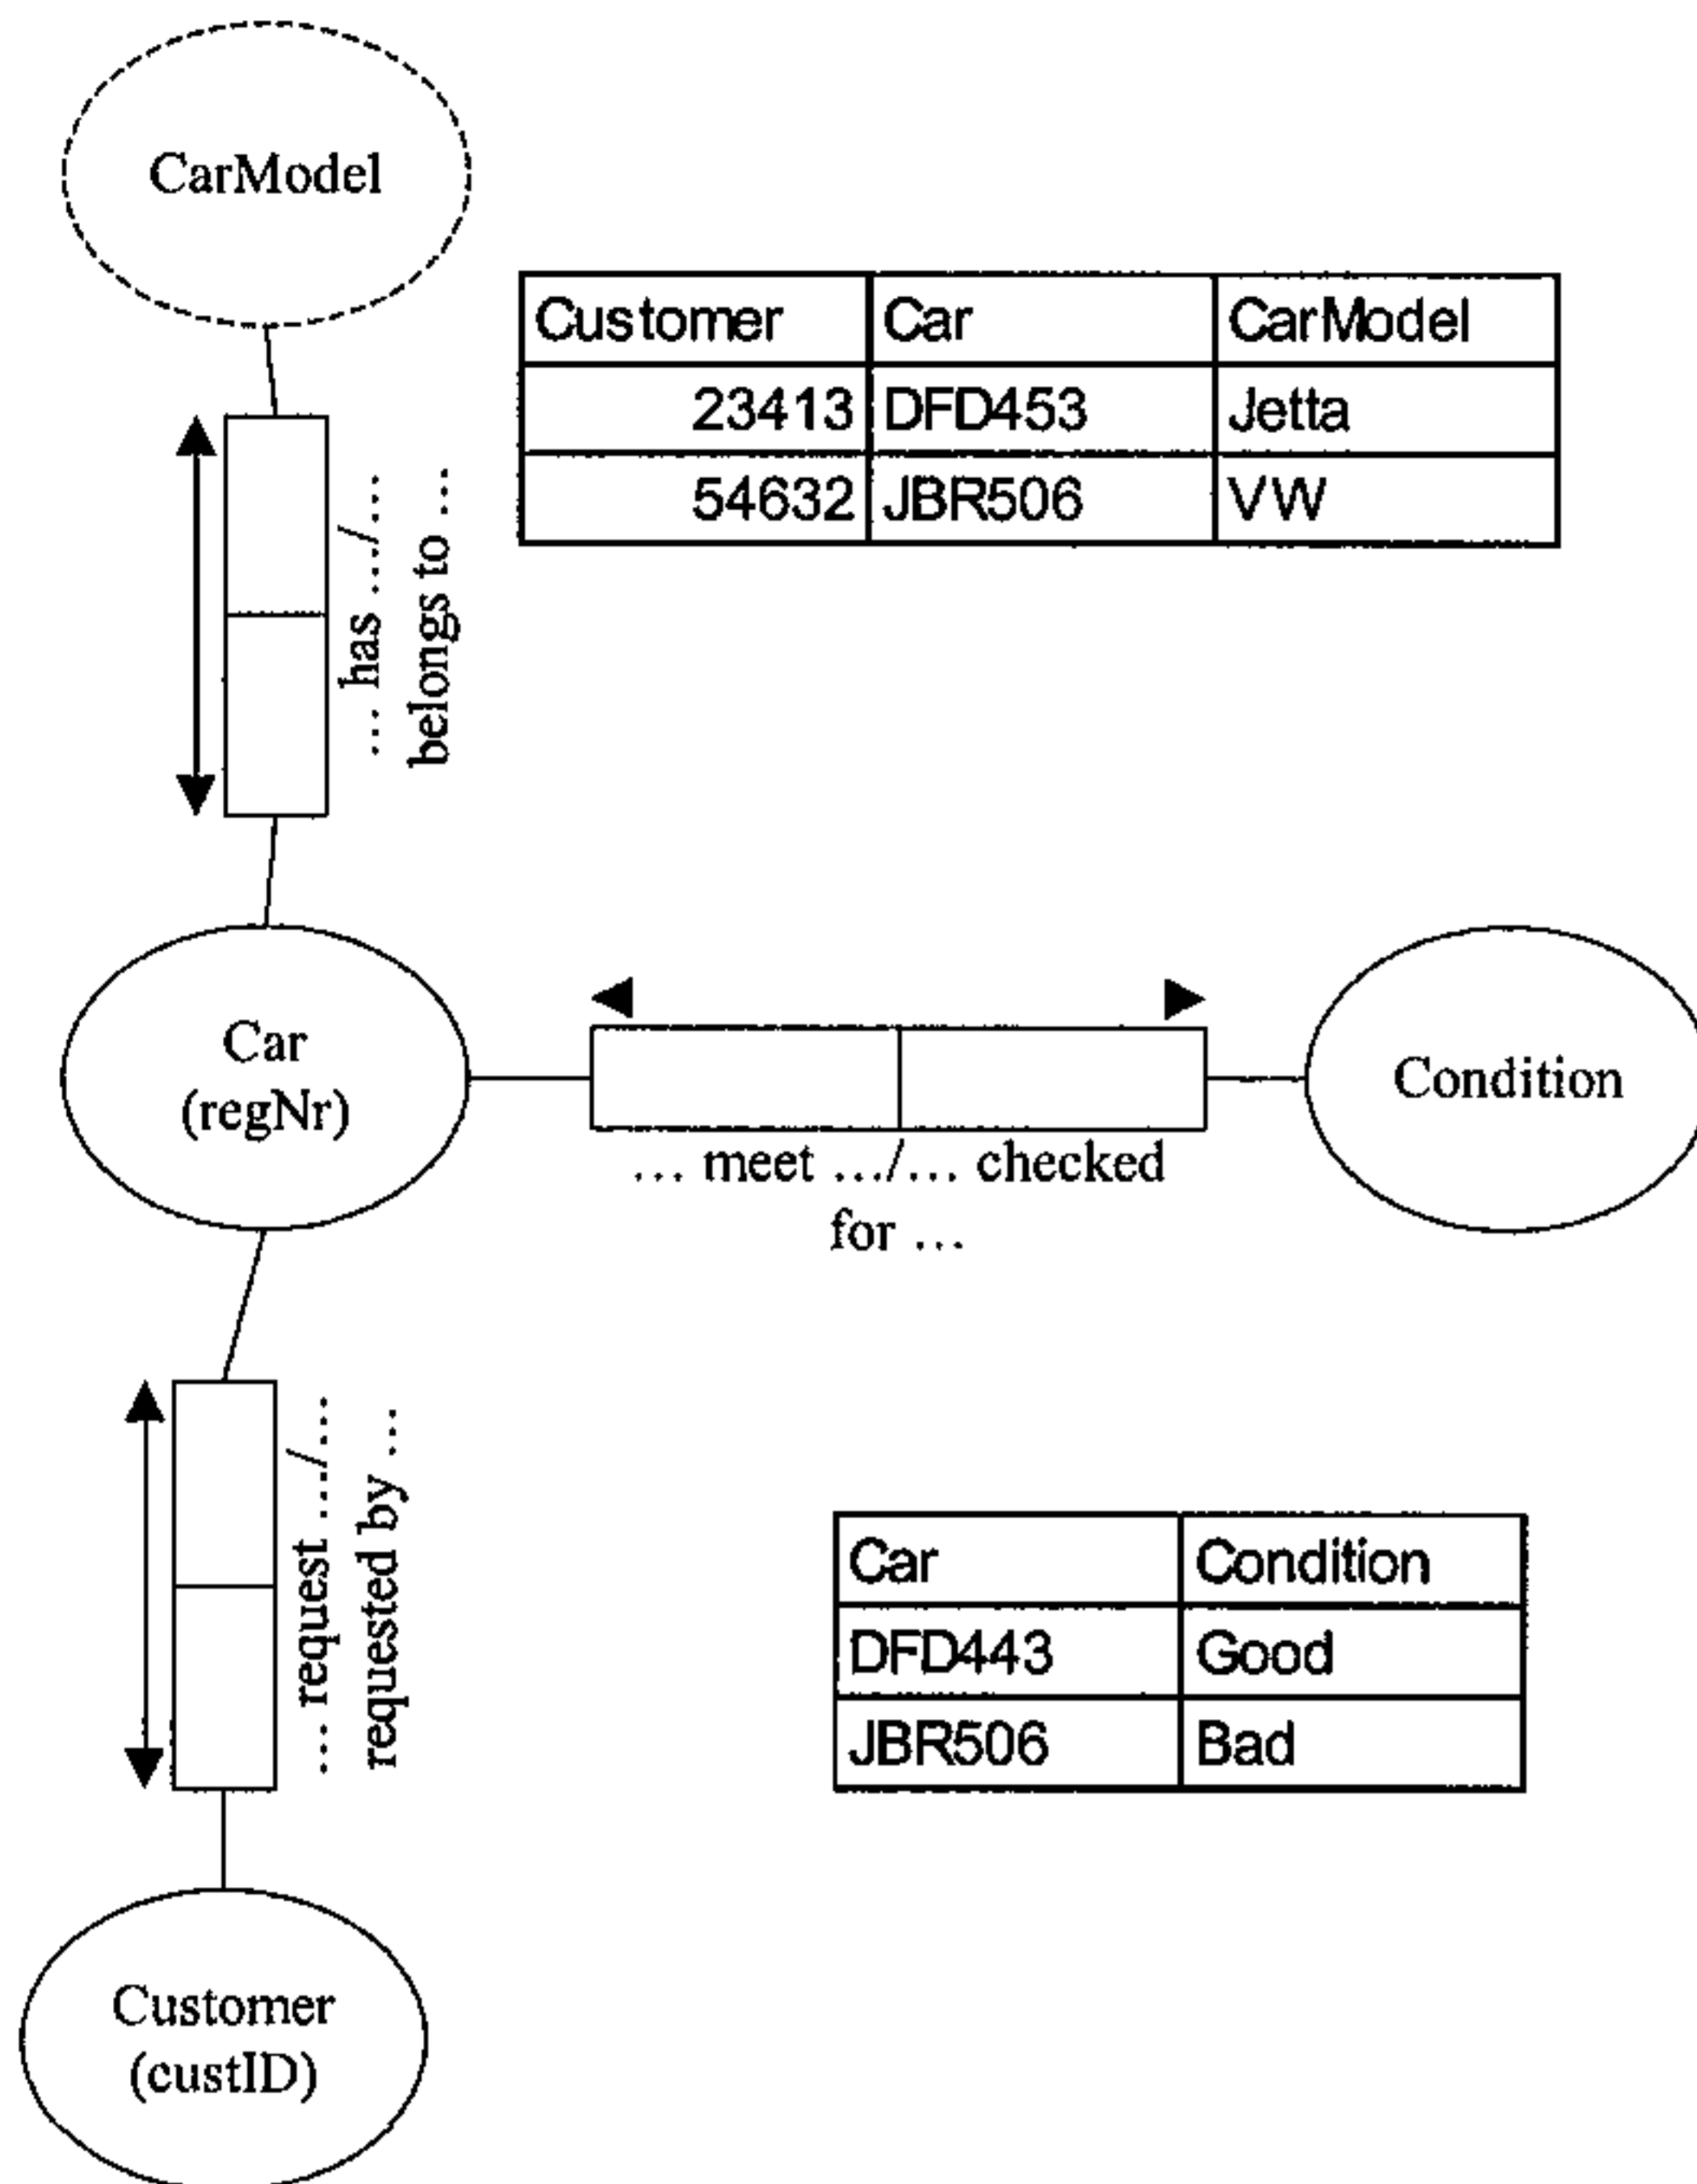 CarModel
Customer Car CarModel
23413 DFD453 Jetta
54632 JBR506 VW
... has .../...
belongs to ...
Car
(regNr)
Condition
... meet .../... checked
for ...
... request .../...
requested by ...
Car Condition
DFD443 Good
JBR506 Bad
Customer
(custID)